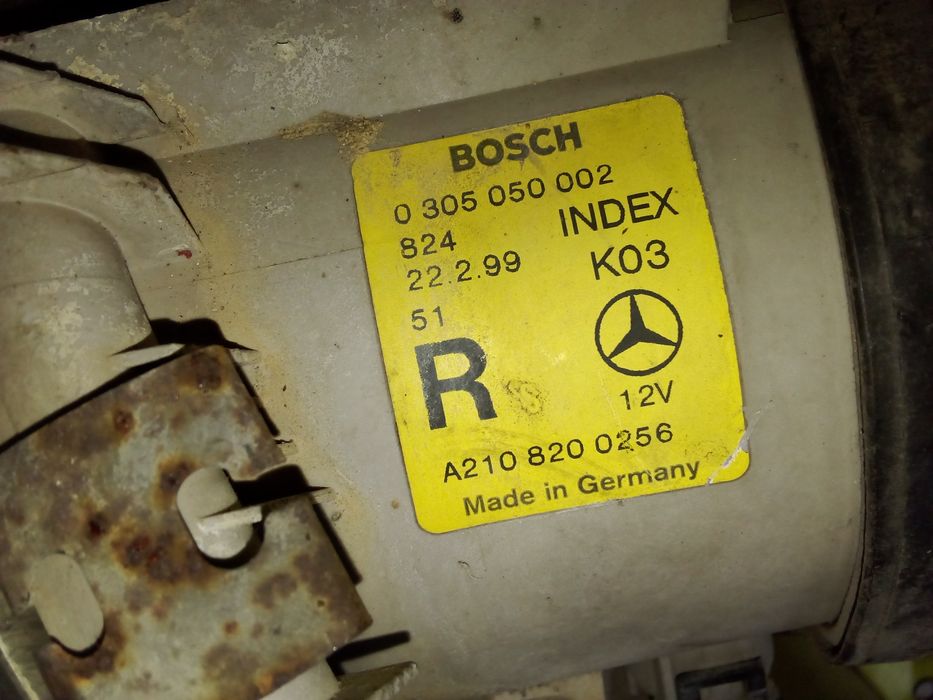 BOSCH
0 305 050 002
824
INDEX
22.2.99
K03
51
R
12V
A210 820 0256
Made in Germany